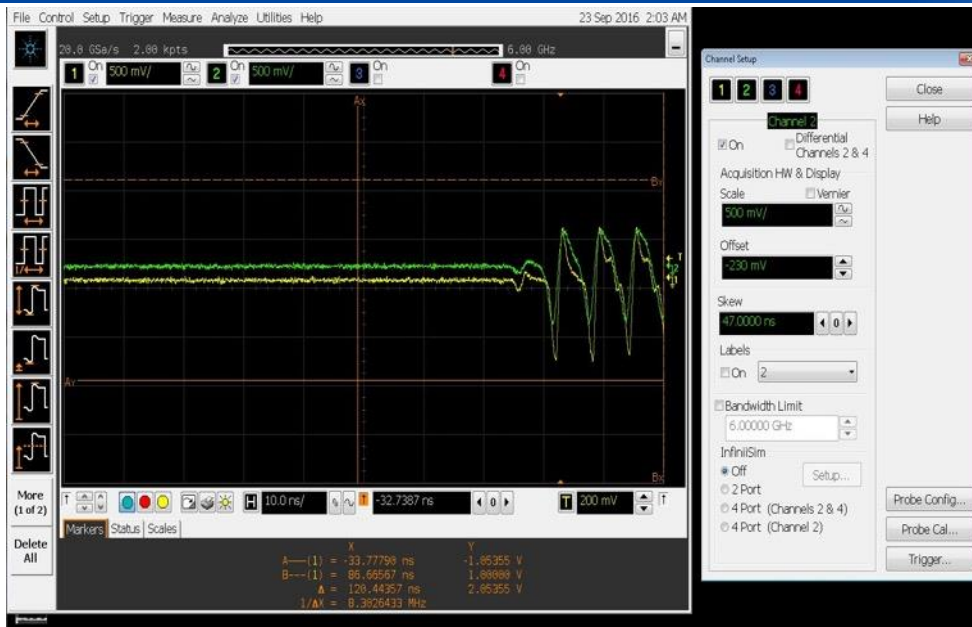 File Control Setup Trigger Measure Analyze Utilities Help 23 Sep 2016 2:03 AM
20.0 GSa/s 2.00 kpts 6.00 GHz
1 On 500 mV/ 2 On 500 mV/ 3 On 4 On
Ax
By
Ay
Bx
T
More
(1 of 2)
Delete
All
H 10.0 ns/ -32.7387 ns 0 T 200 mV
Markers Status Scales
X Y
A---(1) = -33.77790 ns -1.05355 V
B---(1) = 86.66567 ns 1.00000 V
Δ = 120.44357 ns 2.05355 V
1/ΔX = 8.3026433 MHz
Channel Setup
1 2 3 4
Close
Help
Channel 2
On
Differential
Channels 2 & 4
Acquisition HW & Display
Scale Vernier
500 mV/
Offset
-230 mV
Skew
47.0000 ns 0
Labels
On 2
Bandwidth Limit
6.00000 GHz
InfiniiSim
Off Setup...
2 Port
4 Port (Channels 2 & 4)
4 Port (Channel 2)
Probe Config...
Probe Cal...
Trigger...